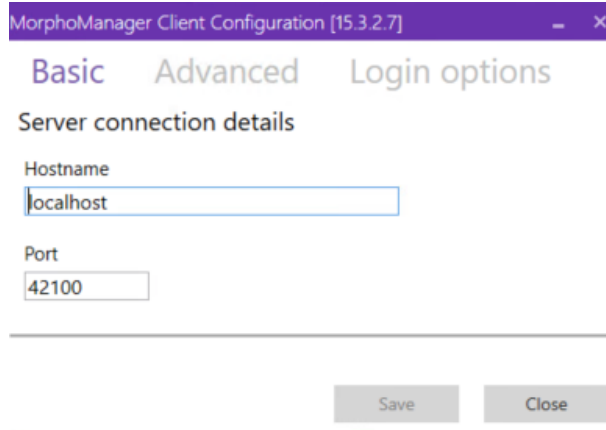 MorphoManager Client Configuration [15.3.2.7]
Basic Advanced Login options
Server connection details
Hostname
localhost
Port
42100
Save Close